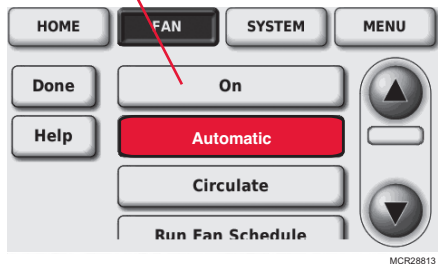 HOME FAN SYSTEM MENU
Done On
Help Automatic
Circulate
Run Fan Schedule
MCR28813